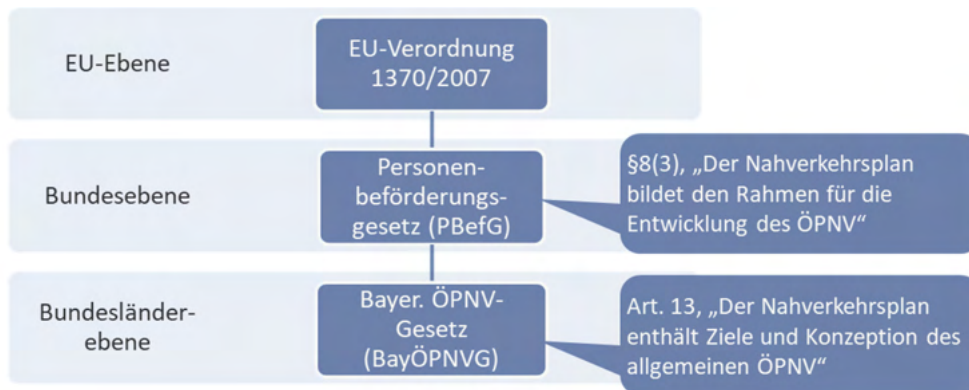 EU-Ebene
EU-Verordnung
1370/2007
Bundesebene
Personen-
beförderungs-
gesetz (PBefG)
§8(3), „Der Nahverkehrsplan
bildet den Rahmen für die
Entwicklung des ÖPNV“
Bundesländer-
ebene
Bayer. ÖPNV-
Gesetz
(BayÖPNVG)
Art. 13, „Der Nahverkehrsplan
enthält Ziele und Konzeption des
allgemeinen ÖPNV“